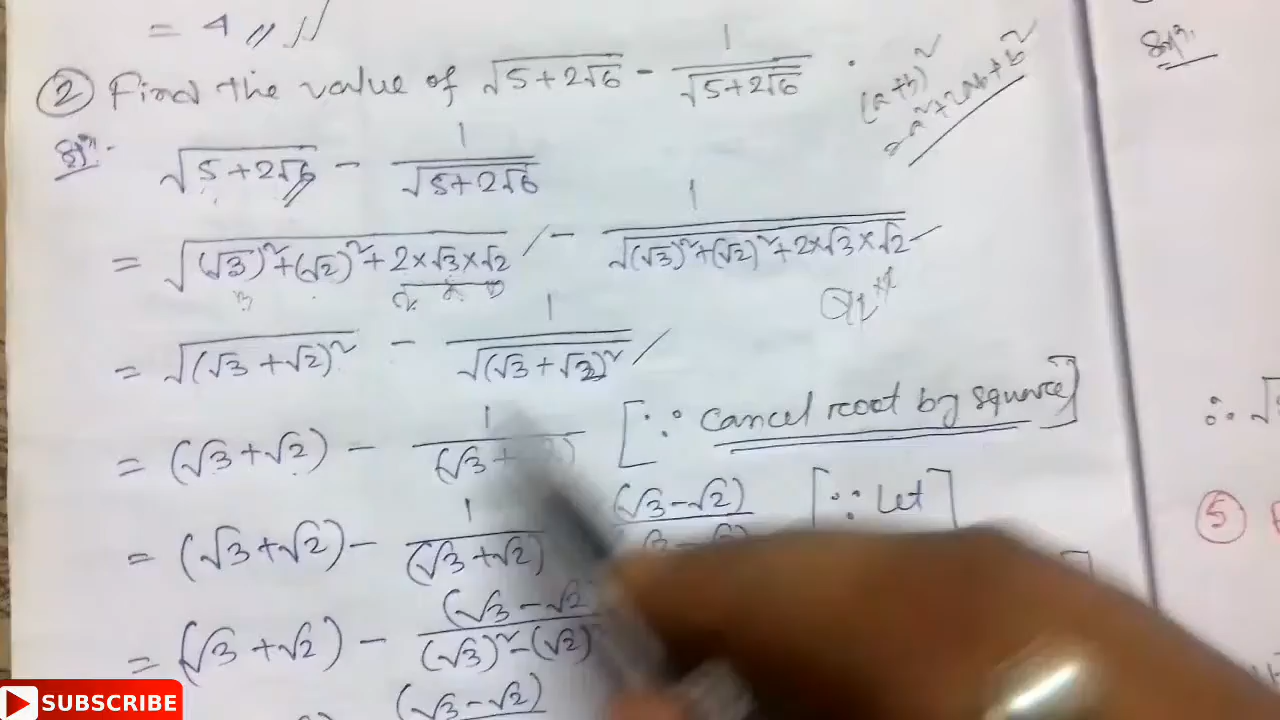 = 4 //
② Find the value of √5+2√6 - 1/√5+2√6 .
(a+b)²
= a²+2ab+b²
Solⁿ:-
√5+2√6 - 1/√5+2√6
= √(√3)²+(√2)²+2×√3×√2 - 1/√(√3)²+(√2)²+2×√3×√2
= √(√3+√2)² - 1/√(√3+√2)²
= (√3+√2) - 1/(√3+ [∵ cancel root by square]
= (√3+√2) - 1/(√3+√2) (√3-√2)/√3-√2 [∵ Let]
= (√3+√2) - (√3-√2/(√3)²-(√2)
(√3-√2)
Solⁿ.
∴ √
⑤
SUBSCRIBE